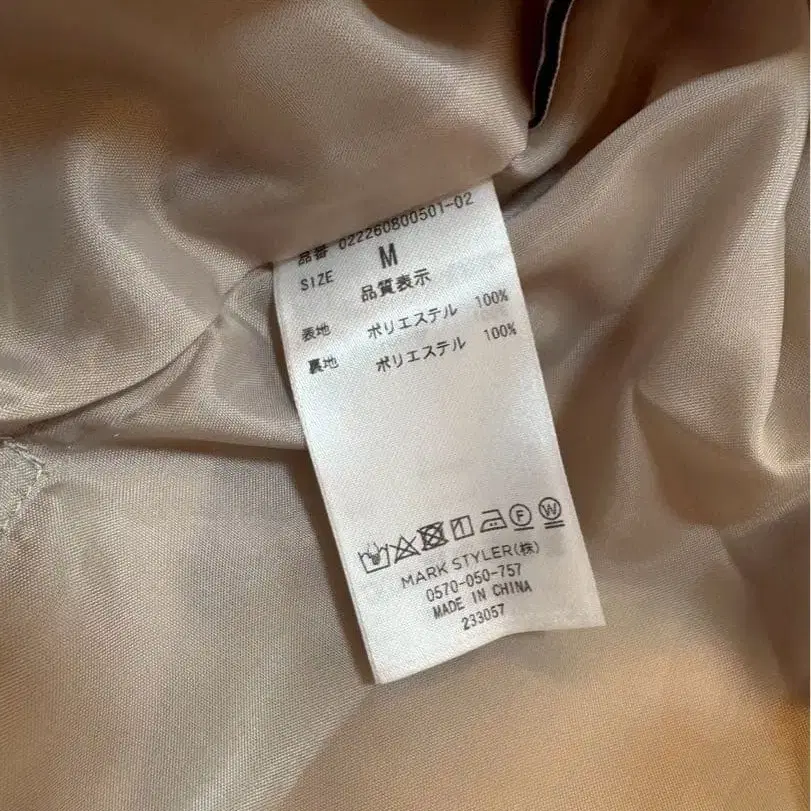 品番 022260800501-02
SIZE M
品質表示
表地 ポリエステル 100%
裏地 ポリエステル 100%
F W
MARK STYLER(株)
0570-050-757
MADE IN CHINA
233057